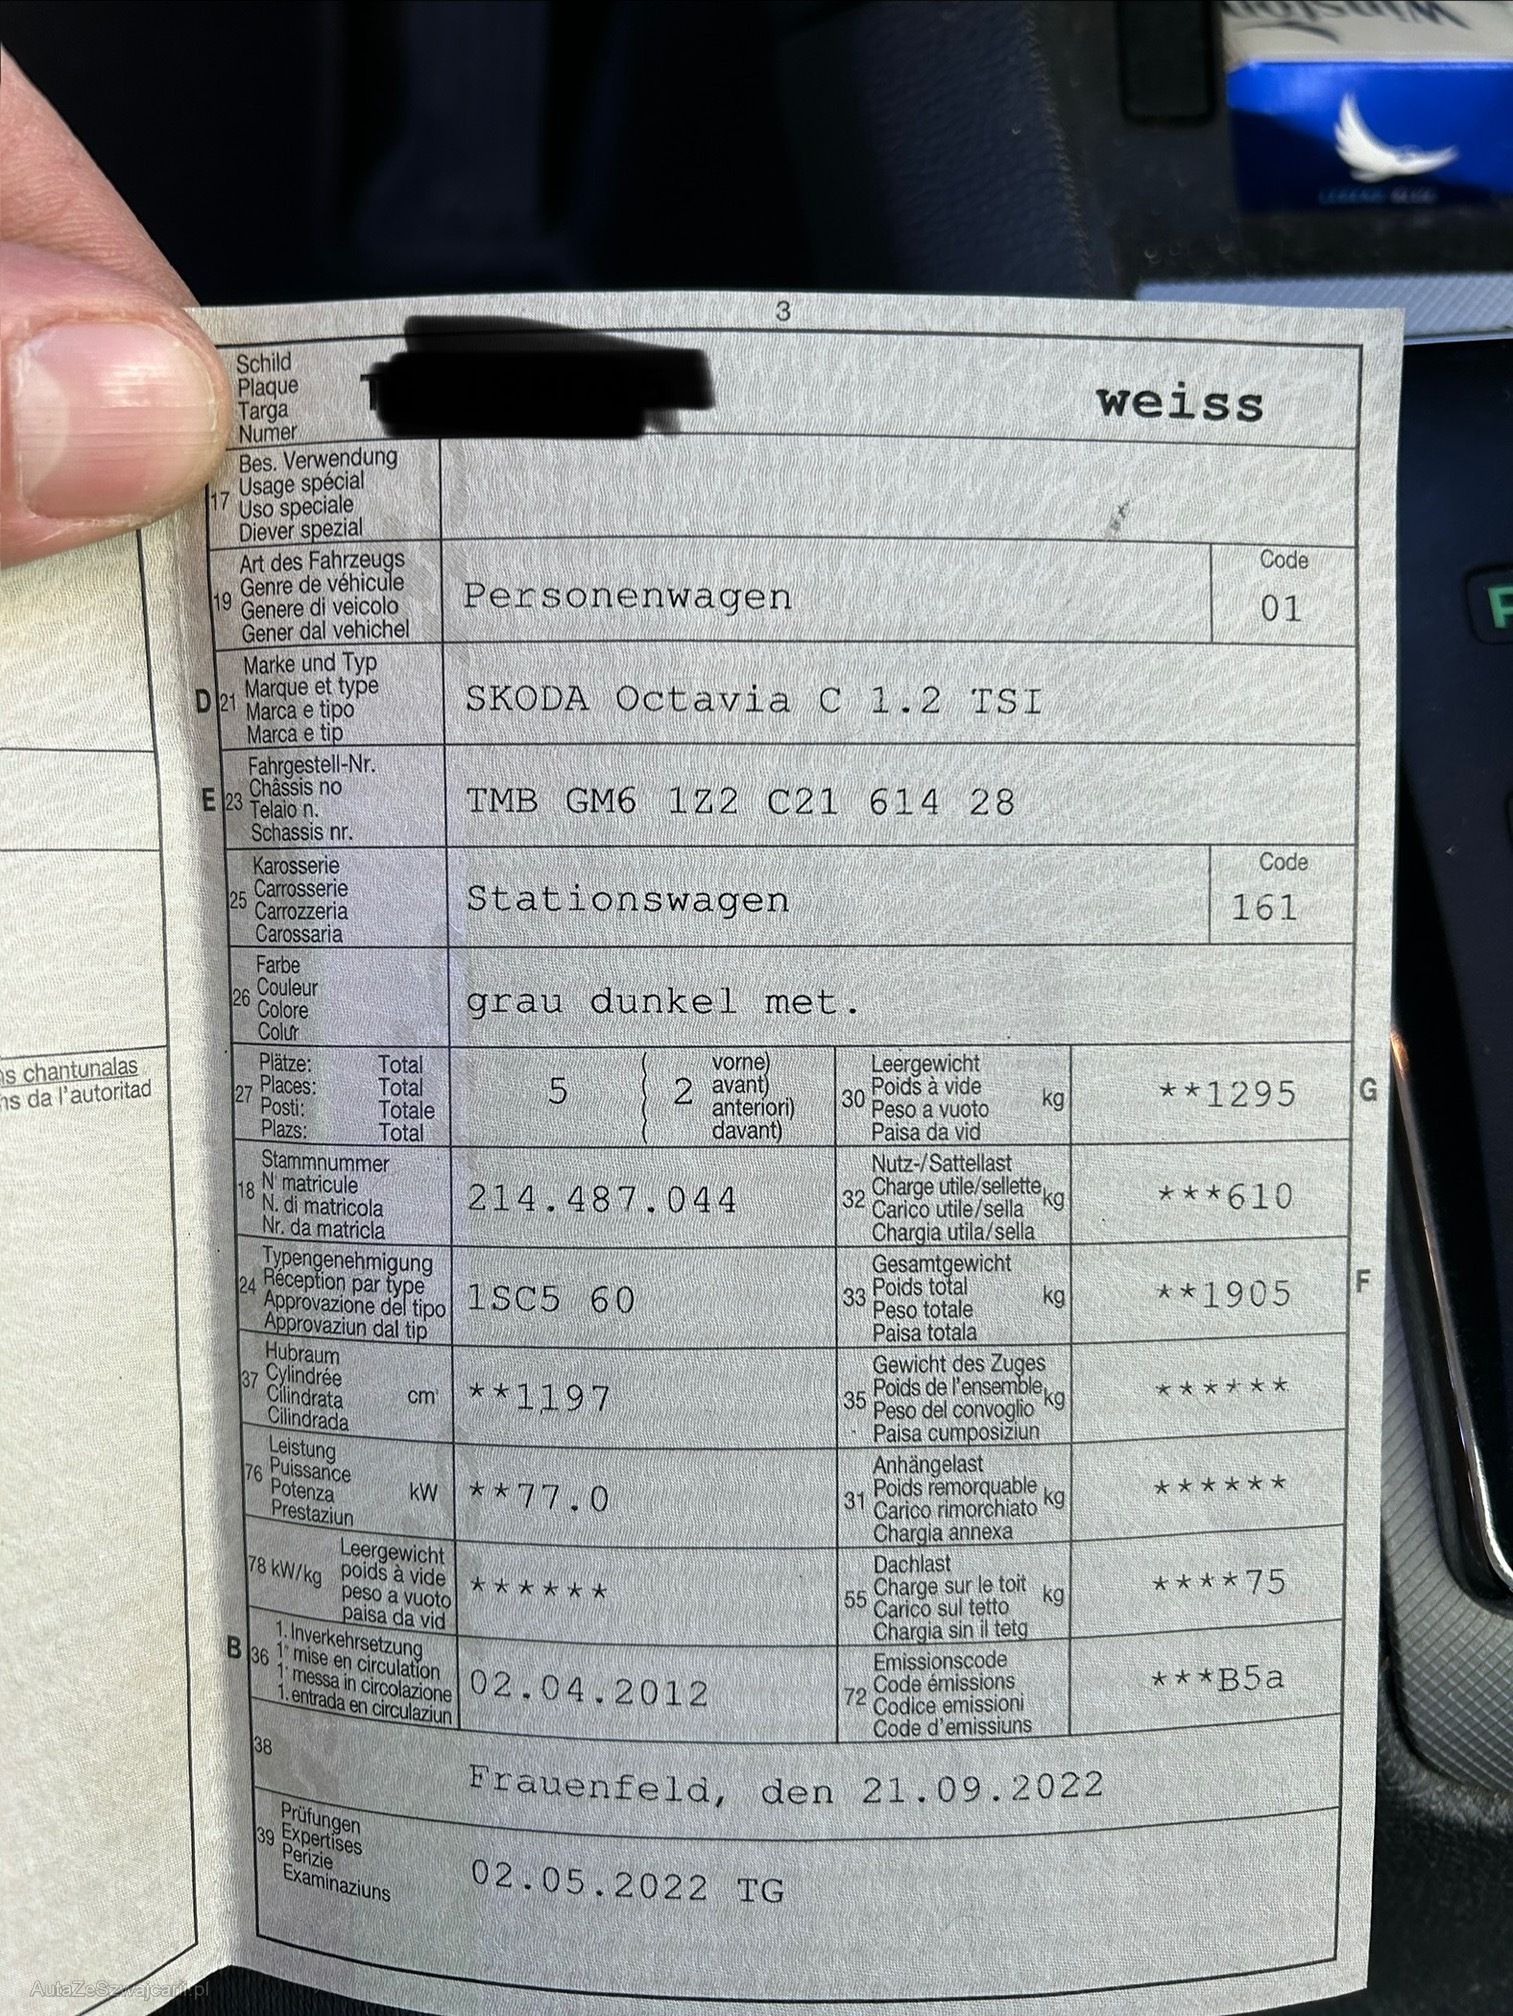 Winston
3
Schild
Plaque
Targa
Numer
weiss
17
Bes. Verwendung
Usage spécial
Uso speciale
Diever spezial
19
Art des Fahrzeugs
Genre de véhicule
Genere di veicolo
Gener dal vehichel
Personenwagen
Code
01
D 21
Marke und Typ
Marque et type
Marca e tipo
Marca e tip
SKODA Octavia C 1.2 TSI
E 23
Fahrgestell-Nr.
Châssis no
Telaio n.
Schassis nr.
TMB GM6 1Z2 C21 614 28
25
Karosserie
Carrosserie
Carrozzeria
Carossaria
Stationswagen
Code
161
26
Farbe
Couleur
Colore
Colur
grau dunkel met.
27
Plätze: Total
Places: Total
Posti: Totale
Plazs: Total
5
2
vorne)
avant)
anteriori)
davant)
30
Leergewicht
Poids à vide
Peso a vuoto
Paisa da vid
kg
**1295
G
18
Stammnummer
N matricule
N. di matricola
Nr. da matricla
214.487.044
32
Nutz-/Sattellast
Charge utile/sellette
Carico utile/sella
Chargia utila/sella
kg
***610
24
Typengenehmigung
Réception par type
Approvazione del tipo
Approvaziun dal tip
1SC5 60
33
Gesamtgewicht
Poids total
Peso totale
Paisa totala
kg
**1905
F
37
Hubraum
Cylindrée
Cilindrata
Cilindrada
cm³
**1197
35
Gewicht des Zuges
Poids de l'ensemble
Peso del convoglio
Paisa cumposiziun
kg
******
76
Leistung
Puissance
Potenza
Prestaziun
kW
**77.0
31
Anhängelast
Poids remorquable
Carico rimorchiato
Chargia annexa
kg
******
78 kW/kg
Leergewicht
poids à vide
peso a vuoto
paisa da vid
******
55
Dachlast
Charge sur le toit
Carico sul tetto
Chargia sin il tetg
kg
****75
B 36
1. Inverkehrsetzung
1re mise en circulation
1a messa in circolazione
1. entrada en circulaziun
02.04.2012
72
Emissionscode
Code émissions
Codice emissioni
Code d'emissiuns
***B5a
38
Frauenfeld, den 21.09.2022
39
Prüfungen
Expertises
Perizie
Examinaziuns
02.05.2022 TG
ns chantunalas
ns da l'autoritad
AutaZeSzwajcarii.pl